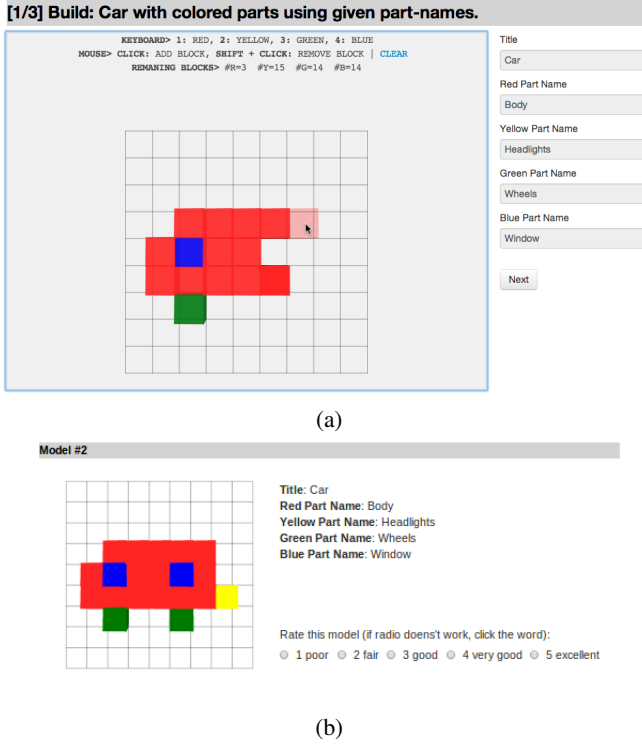 [1/3] Build: Car with colored parts using given part-names.
KEYBOARD> 1: RED, 2: YELLOW, 3: GREEN, 4: BLUE
MOUSE> CLICK: ADD BLOCK, SHIFT + CLICK: REMOVE BLOCK | CLEAR
REMANING BLOCKS> #R=3 #Y=15 #G=14 #B=14
Title
Car
Red Part Name
Body
Yellow Part Name
Headlights
Green Part Name
Wheels
Blue Part Name
Window
Next
(a)
Model #2
Title: Car
Red Part Name: Body
Yellow Part Name: Headlights
Green Part Name: Wheels
Blue Part Name: Window
Rate this model (if radio doens't work, click the word):
1 poor 2 fair 3 good 4 very good 5 excellent
(b)